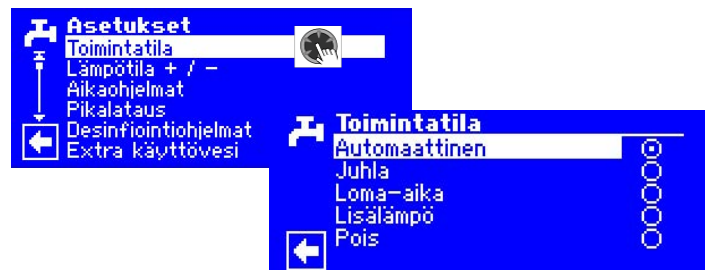 Asetukset
Toimintatila
Lämpötila + / -
Aikaohjelmat
Pikalataus
Desinfiointiohjelmat
Extra käyttövesi
Toimintatila
Automaattinen
Juhla
Loma-aika
Lisälämpö
Pois